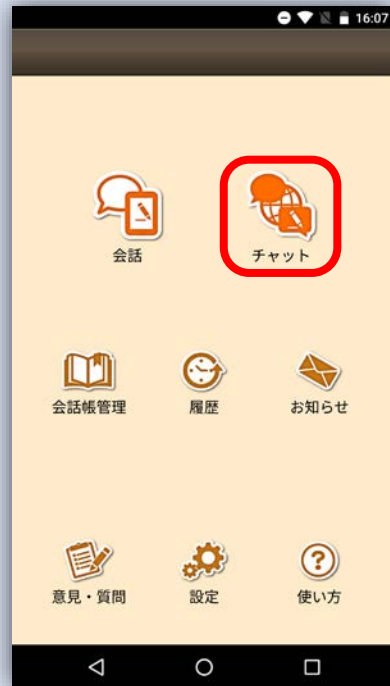 16:07
会話
チャット
会話帳管理
履歴
お知らせ
意見・質問
設定
使い方